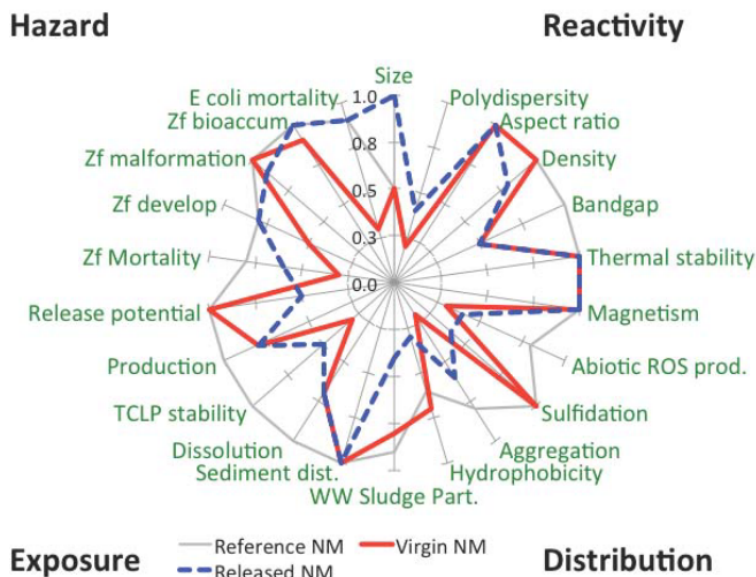 Hazard Reactivity
Size
E coli mortality 1.0 Polydispersity
Zf bioaccum Aspect ratio
Zf malformation 0.8 Density
Zf develop 0.5 Bandgap
0.3
Zf Mortality Thermal stability
0.0
Release potential Magnetism
Production Abiotic ROS prod.
TCLP stability Sulfidation
Dissolution Aggregation
Sediment dist. Hydrophobicity
WW Sludge Part.
Exposure Reference NM Virgin NM Distribution
Released NM